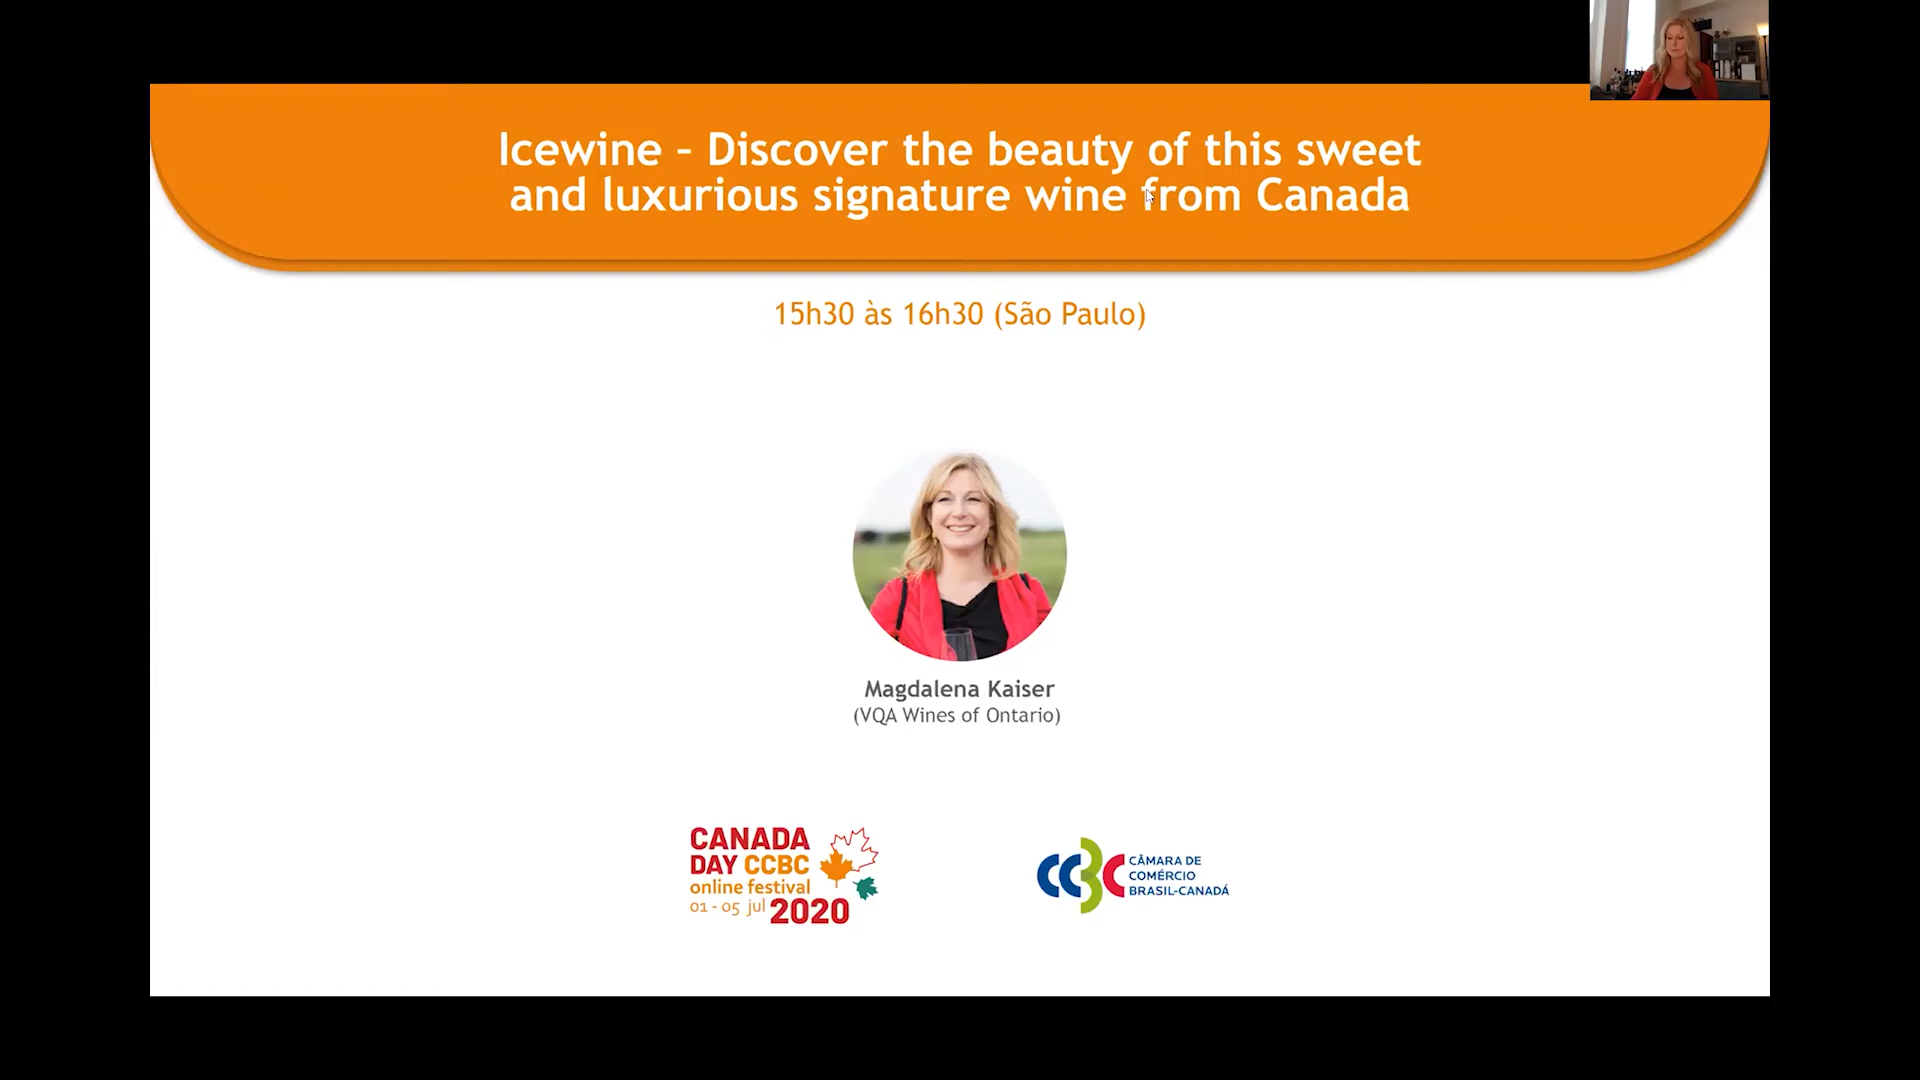 Icewine – Discover the beauty of this sweet
and luxurious signature wine from Canada
15h30 às 16h30 (São Paulo)
Magdalena Kaiser
(VQA Wines of Ontario)
CANADA
DAY CCBC
online festival
01 - 05 jul 2020
CCBC
CÂMARA DE
COMÉRCIO
BRASIL-CANADÁ